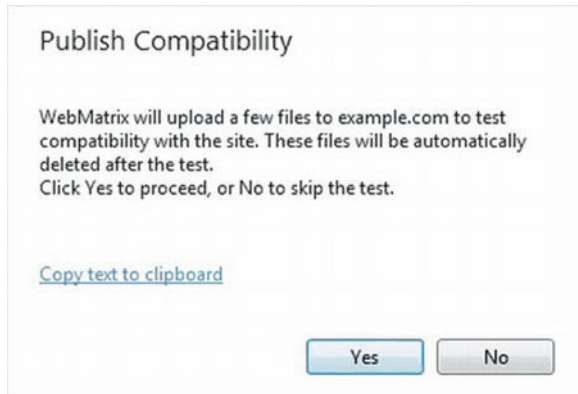 Publish Compatibility
WebMatrix will upload a few files to example.com to test
compatibility with the site. These files will be automatically
deleted after the test.
Click Yes to proceed, or No to skip the test.
Copy text to clipboard
Yes No